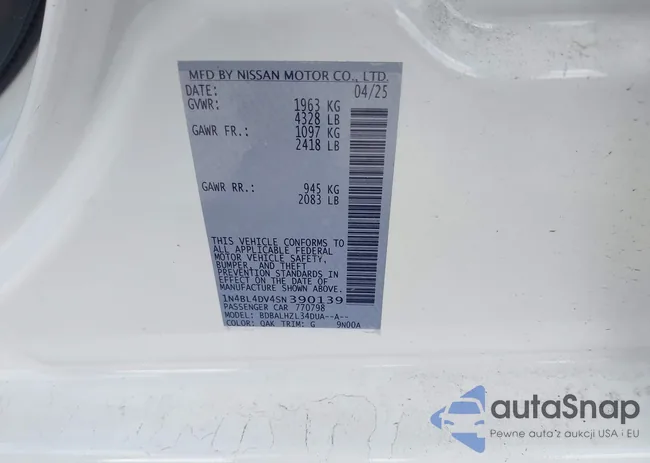 MFD BY NISSAN MOTOR CO., LTD.
DATE: 04/25
GVWR: 1963 KG
4328 LB
GAWR FR.: 1097 KG
2418 LB
GAWR RR.: 945 KG
2083 LB
THIS VEHICLE CONFORMS TO
ALL APPLICABLE FEDERAL
MOTOR VEHICLE SAFETY,
BUMPER, AND THEFT
PREVENTION STANDARDS IN
EFFECT ON THE DATE OF
MANUFACTURE SHOWN ABOVE.
1N4BL4DV4SN390139
PASSENGER CAR 770798
MODEL: BDBALHZL34DUA--A--
COLOR: QAK TRIM: G 9N00A
autaSnap
Pewne auta z aukcji USA i EU